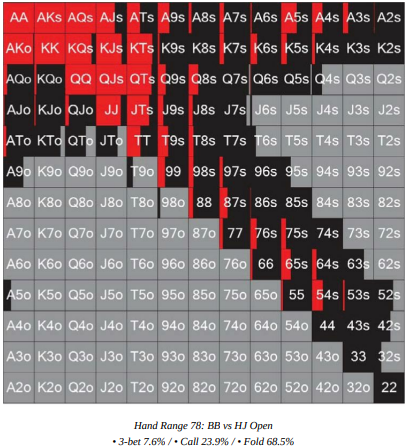 AA AKs AQs AJs ATs A9s A8s A7s A6s A5s A4s A3s A2s
AKo KK KQs KJs KTs K9s K8s K7s K6s K5s K4s K3s K2s
AQo KQo QQ QJs QTs Q9s Q8s Q7s Q6s Q5s Q4s Q3s Q2s
AJo KJo QJo JJ JTs J9s J8s J7s J6s J5s J4s J3s J2s
ATo KTo QTo JTo TT T9s T8s T7s T6s T5s T4s T3s T2s
A9o K9o Q9o J9o T9o 99 98s 97s 96s 95s 94s 93s 92s
A8o K8o Q8o J8o T8o 98o 88 87s 86s 85s 84s 83s 82s
A7o K7o Q7o J7o T7o 97o 87o 77 76s 75s 74s 73s 72s
A6o K6o Q6o J6o T6o 96o 86o 76o 66 65s 64s 63s 62s
A5o K5o Q5o J5o T5o 95o 85o 75o 65o 55 54s 53s 52s
A4o K4o Q4o J4o T4o 94o 84o 74o 64o 54o 44 43s 42s
A3o K3o Q3o J3o T3o 93o 83o 73o 63o 53o 43o 33 32s
A2o K2o Q2o J2o T2o 92o 82o 72o 62o 52o 42o 32o 22
Hand Range 78: BB vs HJ Open
• 3-bet 7.6% / • Call 23.9% / • Fold 68.5%